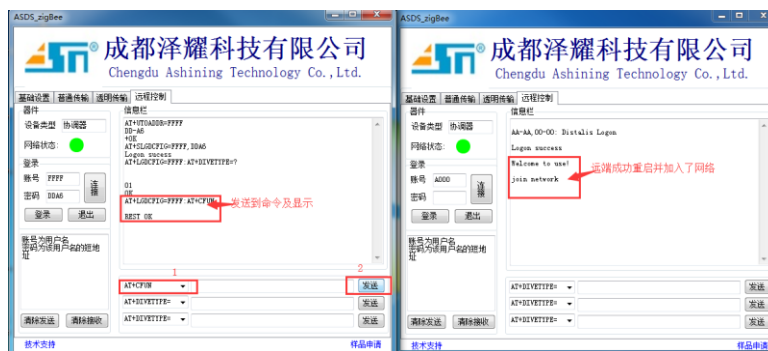 ASDS_zigBee
成都泽耀科技有限公司
Chengdu Ashining Technology Co.,Ltd.
基础设置 普通传输 透明传输 远程控制
器件
设备类型 协调器
网络状态:
登录
账号 FFFF
密码 DDA6
连接
登录 退出
账号为用户名
密码为该用户名的短地址
清除发送 清除接收
信息栏
AT+UTOADDR=FFFF
DD-A6
+OK
AT+SLGDCFIG=FFFF,DDA6
Logon sucess
AT+LGDCFIG=FFFF:AT+DIVETYPE=?
01
OK
AT+LGDCFIG=FFFF:AT+CFUN
发送到命令及显示
REST OK
1
2
AT+CFUN 发送
AT+DIVETYPE= 发送
AT+DIVETYPE= 发送
技术支持 样品申请
ASDS_zigBee
成都泽耀科技有限公司
Chengdu Ashining Technology Co.,Ltd.
基础设置 普通传输 透明传输 远程控制
器件
设备类型 协调器
网络状态:
登录
账号 A000
密码
连接
登录 退出
账号为用户名
密码为该用户名的短地址
清除发送 清除接收
信息栏
AA-AA,00-00: Distalis Logon
Logon success
Welcome to use!
远端成功重启并加入了网络
join network
AT+DIVETYPE= 发送
AT+DIVETYPE= 发送
AT+DIVETYPE= 发送
技术支持 样品申请